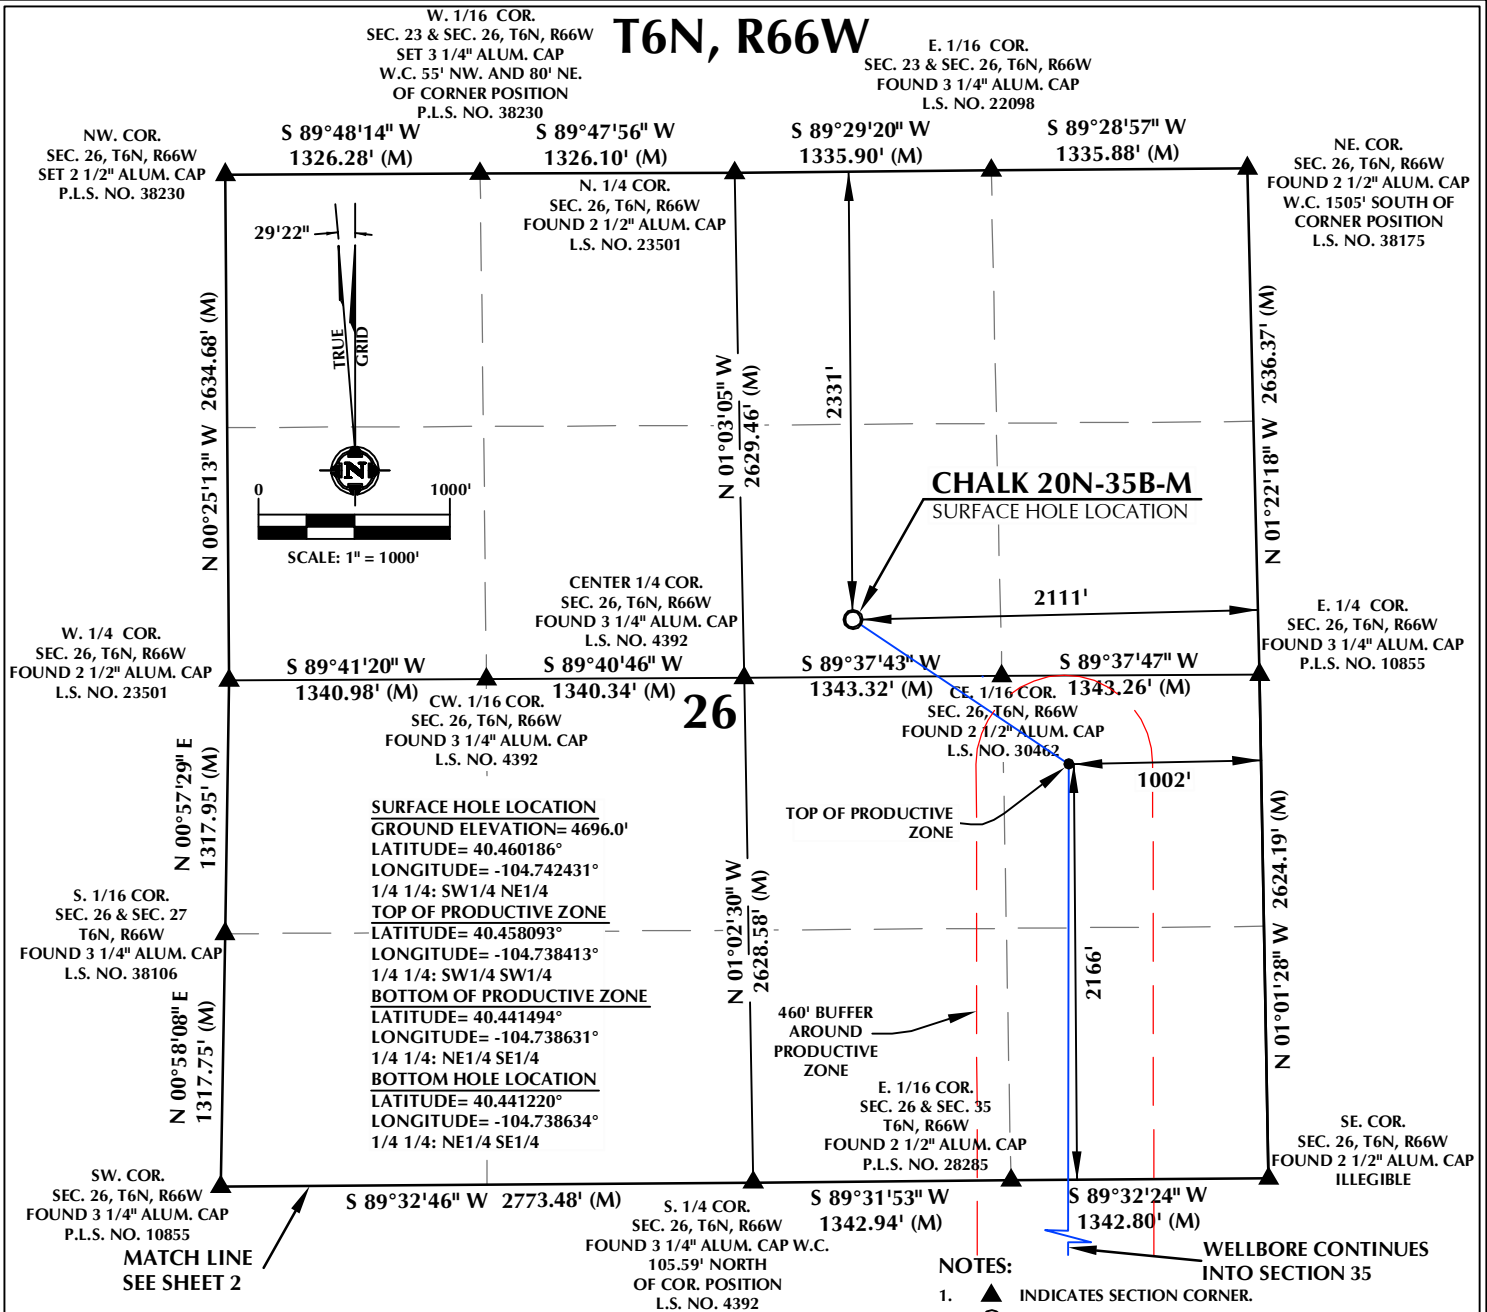 T6N, R66W
W. 1/16 COR.
SEC. 23 & SEC. 26, T6N, R66W
SET 3 1/4" ALUM. CAP
W.C. 55' NW. AND 80' NE.
OF CORNER POSITION
P.L.S. NO. 38230
E. 1/16 COR.
SEC. 23 & SEC. 26, T6N, R66W
FOUND 3 1/4" ALUM. CAP
L.S. NO. 22098
NW. COR.
SEC. 26, T6N, R66W
SET 2 1/2" ALUM. CAP
P.L.S. NO. 38230
S 89°48'14" W
1326.28' (M)
S 89°47'56" W
1326.10' (M)
S 89°29'20" W
1335.90' (M)
S 89°28'57" W
1335.88' (M)
NE. COR.
SEC. 26, T6N, R66W
FOUND 2 1/2" ALUM. CAP
W.C. 1505' SOUTH OF
CORNER POSITION
L.S. NO. 38175
N. 1/4 COR.
SEC. 26, T6N, R66W
FOUND 2 1/2" ALUM. CAP
L.S. NO. 23501
29'22"
TRUE
GRID
N
0 1000'
SCALE: 1" = 1000'
N 00°25'13" W 2634.68' (M)
N 01°03'05" W
2629.46' (M)
2331'
N 01°22'18" W 2636.37' (M)
CHALK 20N-35B-M
SURFACE HOLE LOCATION
2111'
CENTER 1/4 COR.
SEC. 26, T6N, R66W
FOUND 3 1/4" ALUM. CAP
L.S. NO. 4392
W. 1/4 COR.
SEC. 26, T6N, R66W
FOUND 2 1/2" ALUM. CAP
L.S. NO. 23501
E. 1/4 COR.
SEC. 26, T6N, R66W
FOUND 3 1/4" ALUM. CAP
P.L.S. NO. 10855
S 89°41'20" W
1340.98' (M)
S 89°40'46" W
1340.34' (M)
S 89°37'43" W
1343.32' (M)
S 89°37'47" W
1343.26' (M)
CW. 1/16 COR.
SEC. 26, T6N, R66W
FOUND 3 1/4" ALUM. CAP
L.S. NO. 4392
26
CE. 1/16 COR.
SEC. 26, T6N, R66W
FOUND 2 1/2" ALUM. CAP
L.S. NO. 30462
1002'
N 00°57'29" E
1317.95' (M)
TOP OF PRODUCTIVE
ZONE
SURFACE HOLE LOCATION
GROUND ELEVATION= 4696.0'
LATITUDE= 40.460186°
LONGITUDE= -104.742431°
1/4 1/4: SW1/4 NE1/4
TOP OF PRODUCTIVE ZONE
LATITUDE= 40.458093°
LONGITUDE= -104.738413°
1/4 1/4: SW1/4 SW1/4
BOTTOM OF PRODUCTIVE ZONE
LATITUDE= 40.441494°
LONGITUDE= -104.738631°
1/4 1/4: NE1/4 SE1/4
BOTTOM HOLE LOCATION
LATITUDE= 40.441220°
LONGITUDE= -104.738634°
1/4 1/4: NE1/4 SE1/4
N 01°02'30" W
2628.58' (M)
2166'
N 01°01'28" W 2624.19' (M)
S. 1/16 COR.
SEC. 26 & SEC. 27
T6N, R66W
FOUND 3 1/4" ALUM. CAP
L.S. NO. 38106
460' BUFFER
AROUND
PRODUCTIVE
ZONE
N 00°58'08" E
1317.75' (M)
E. 1/16 COR.
SEC. 26 & SEC. 35
T6N, R66W
FOUND 2 1/2" ALUM. CAP
P.L.S. NO. 28285
SE. COR.
SEC. 26, T6N, R66W
FOUND 2 1/2" ALUM. CAP
ILLEGIBLE
SW. COR.
SEC. 26, T6N, R66W
FOUND 3 1/4" ALUM. CAP
P.L.S. NO. 10855
S 89°32'46" W 2773.48' (M)
S. 1/4 COR.
SEC. 26, T6N, R66W
FOUND 3 1/4" ALUM. CAP W.C.
105.59' NORTH
OF COR. POSITION
L.S. NO. 4392
S 89°31'53" W
1342.94' (M)
S 89°32'24" W
1342.80' (M)
MATCH LINE
SEE SHEET 2
WELLBORE CONTINUES
INTO SECTION 35
NOTES:
1. INDICATES SECTION CORNER.